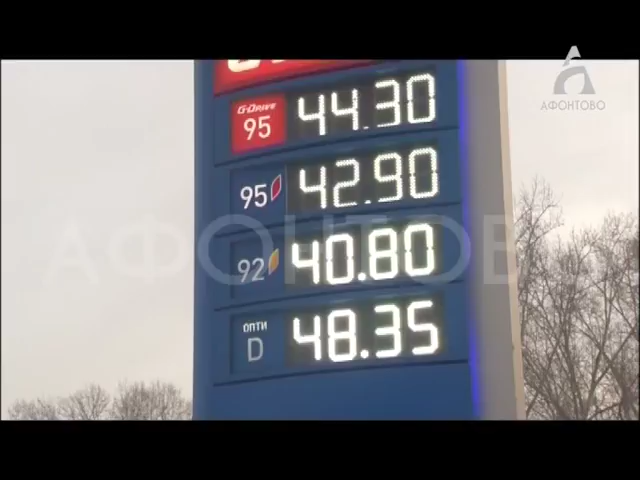 АФОНТОВО
G-DRIVE
95 44.30
95 42.90
92 40.80
АФОНТОВО
ОПТИ
D 48.35